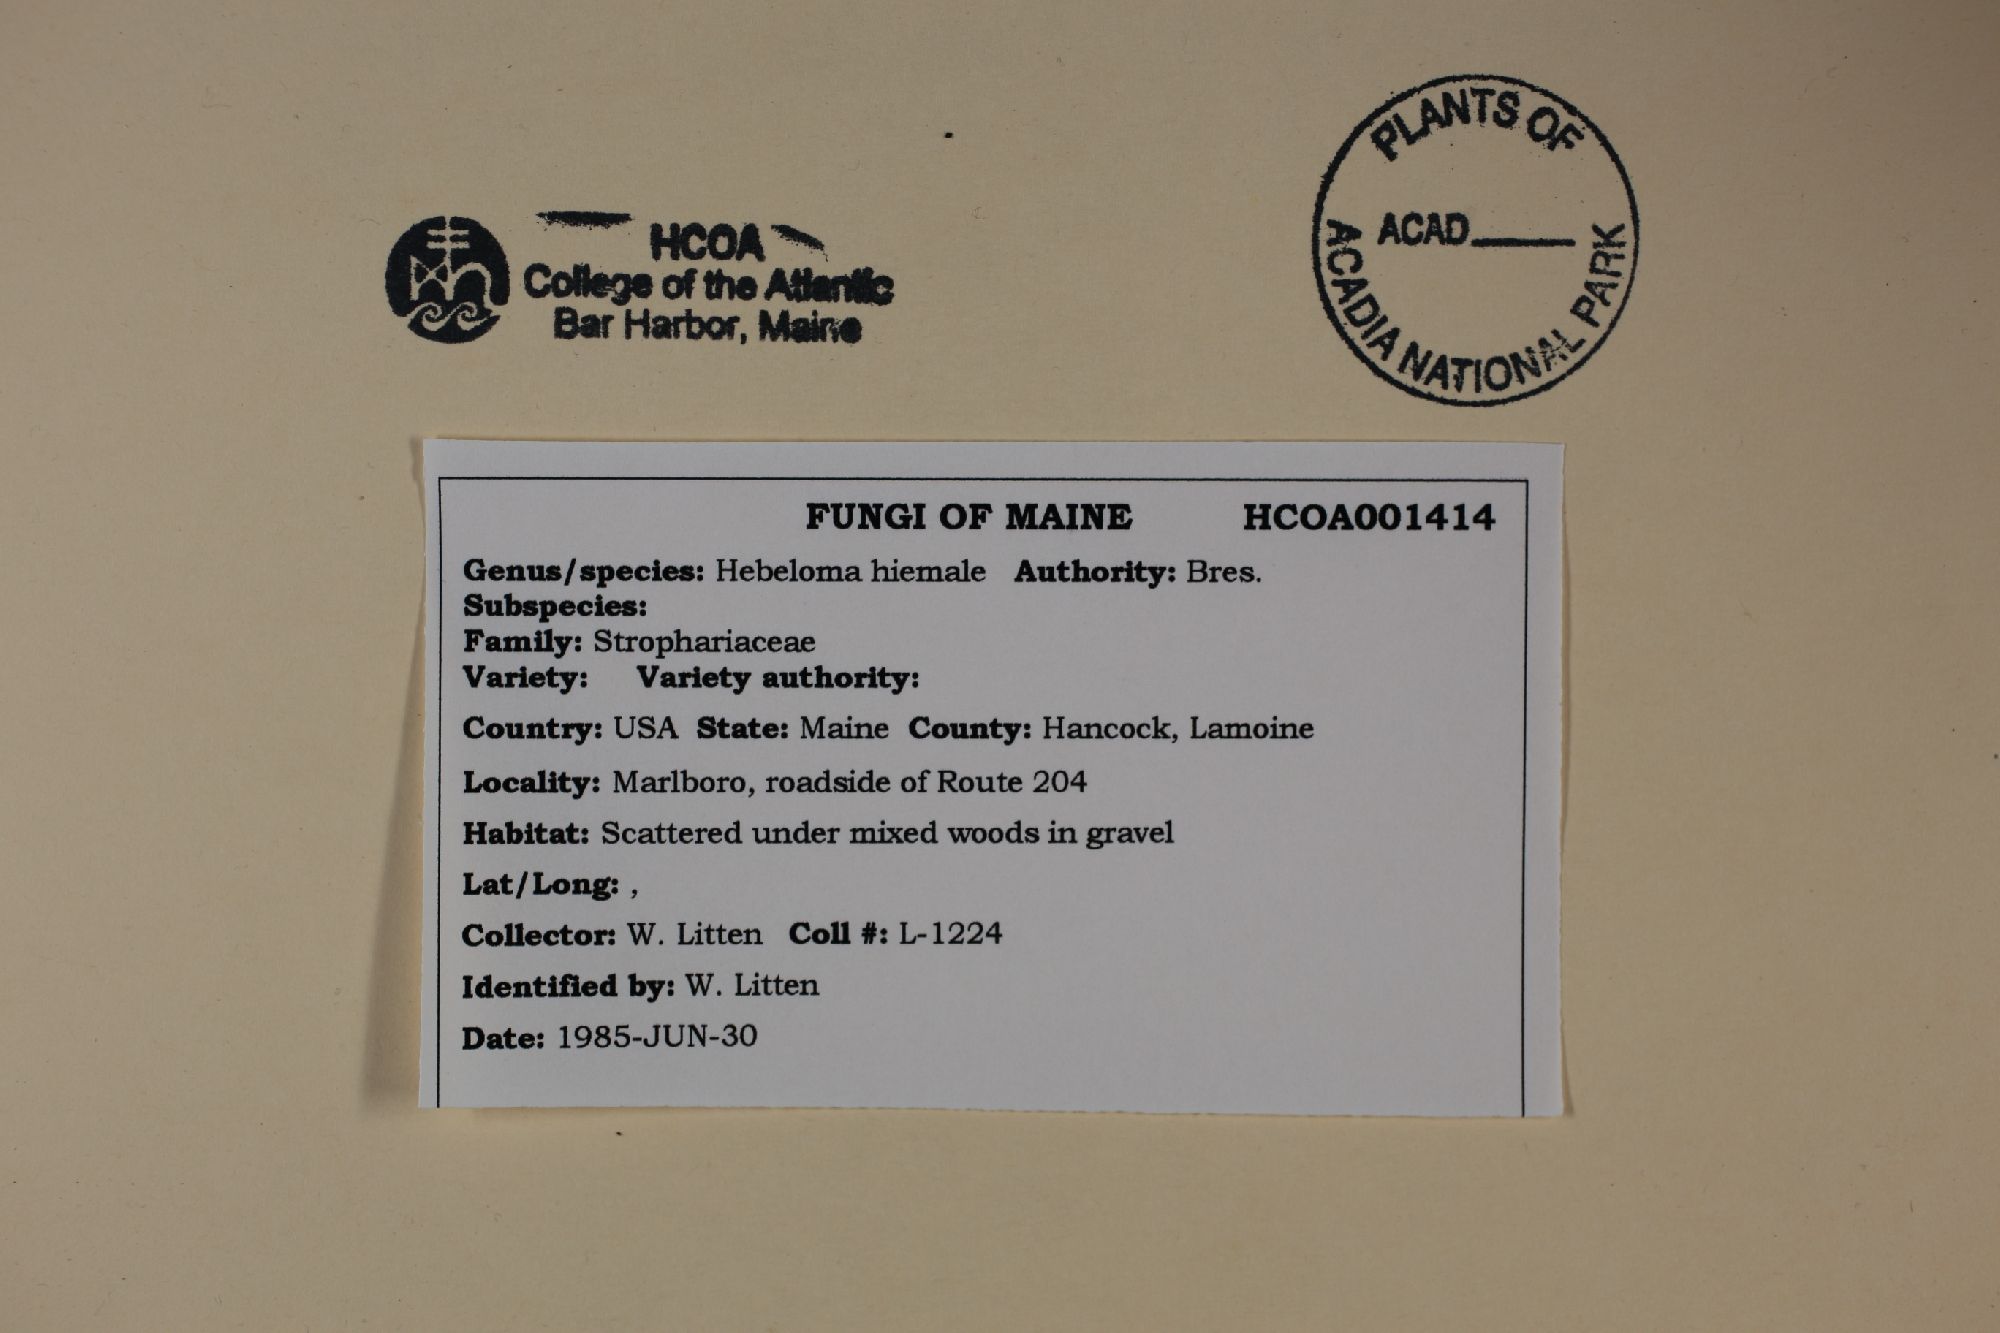 PLANTS OF
ACAD______
ACADIA NATIONAL PARK
HCOA
College of the Atlantic
Bar Harbor, Maine
FUNGI OF MAINE HCOA001414
Genus/species: Hebeloma hiemale Authority: Bres.
Subspecies:
Family: Strophariaceae
Variety: Variety authority:
Country: USA State: Maine County: Hancock, Lamoine
Locality: Marlboro, roadside of Route 204
Habitat: Scattered under mixed woods in gravel
Lat/Long: ,
Collector: W. Litten Coll #: L-1224
Identified by: W. Litten
Date: 1985-JUN-30